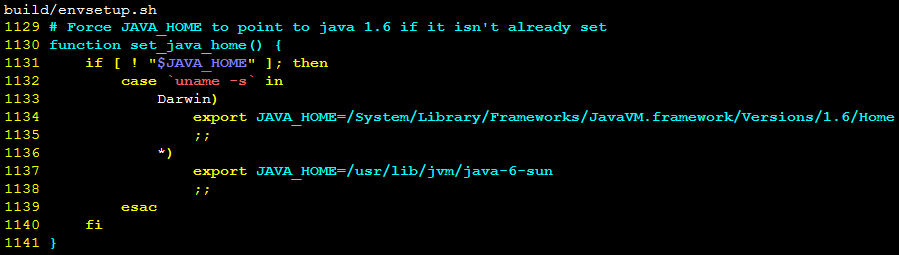 build/envsetup.sh
1129 # Force JAVA_HOME to point to java 1.6 if it isn't already set
1130 function set_java_home() {
1131     if [ ! "$JAVA_HOME" ]; then
1132         case `uname -s` in
1133             Darwin)
1134                 export JAVA_HOME=/System/Library/Frameworks/JavaVM.framework/Versions/1.6/Home
1135                 ;;
1136             *)
1137                 export JAVA_HOME=/usr/lib/jvm/java-6-sun
1138                 ;;
1139         esac
1140     fi
1141 }